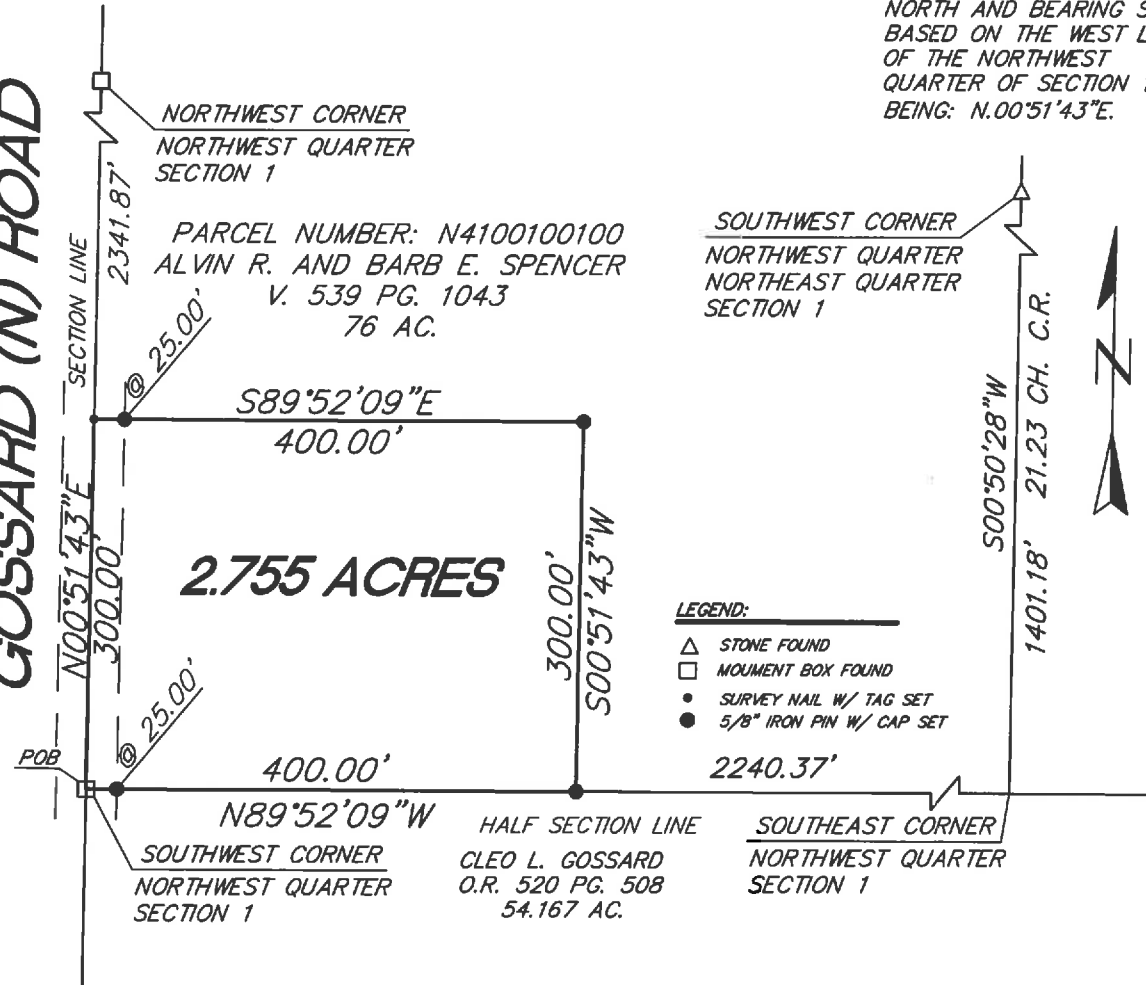 NORTH AND BEARING
BASED ON THE WEST
OF THE NORTHWEST
QUARTER OF SECTION
BEING: N.00°51'43"E.
GOSSARD (N) ROAD
NORTHWEST CORNER
NORTHWEST QUARTER
SECTION 1
2341.87'
SECTION LINE
PARCEL NUMBER: N4100100100
ALVIN R. AND BARB E. SPENCER
V. 539 PG. 1043
76 AC.
SOUTHWEST CORNER
NORTHWEST QUARTER
NORTHEAST QUARTER
SECTION 1
@ 25.00'
S89°52'09"E
400.00'
N
S00°50'28"W
1401.18' 21.23 CH. C.R.
N00°51'43"E
300.00'
2.755 ACRES
300.00'
S00°51'43"W
LEGEND:
STONE FOUND
MOUMENT BOX FOUND
SURVEY NAIL W/ TAG SET
5/8" IRON PIN W/ CAP SET
@ 25.00'
POB
400.00'
N89°52'09"W
2240.37'
HALF SECTION LINE
CLEO L. GOSSARD
O.R. 520 PG. 508
54.167 AC.
SOUTHWEST CORNER
NORTHWEST QUARTER
SECTION 1
SOUTHEAST CORNER
NORTHWEST QUARTER
SECTION 1